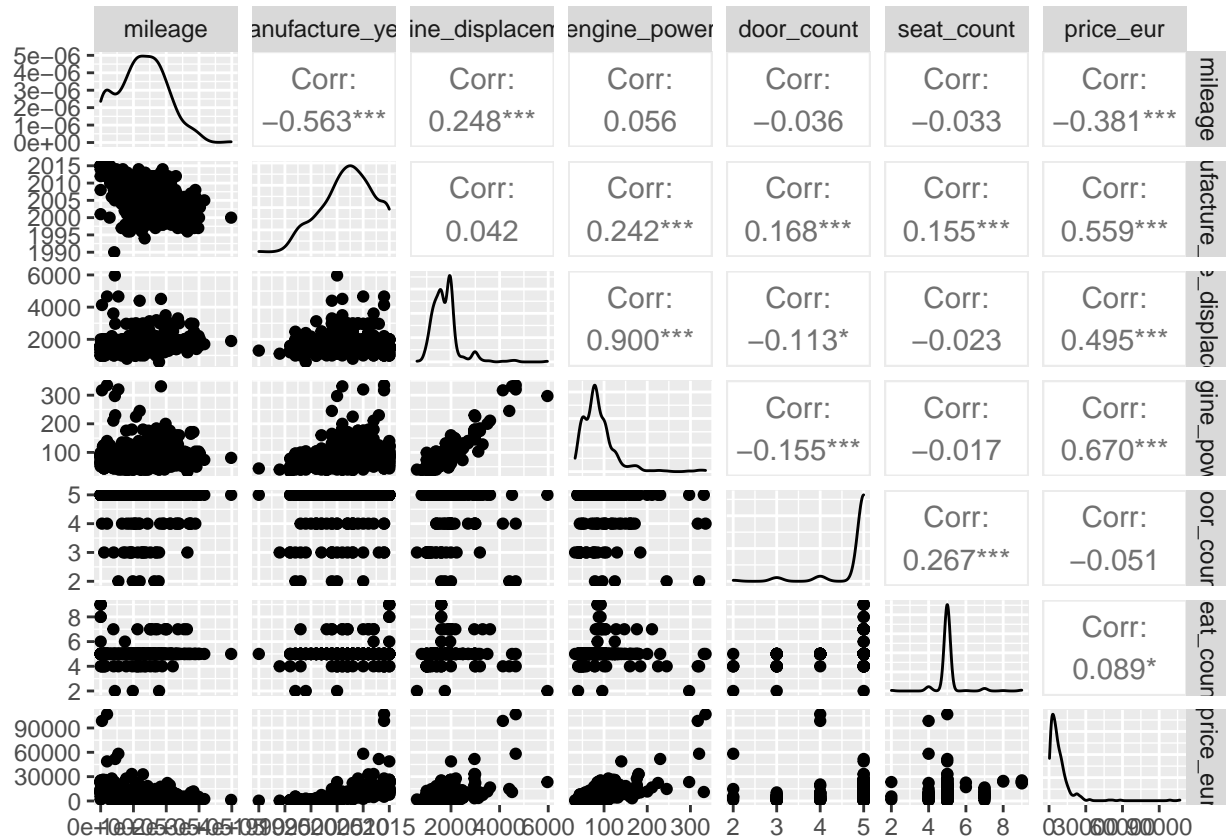 mileage
anufacture_ye
ine_displacem
engine_power
door_count
seat_count
price_eur
5e−06
4e−06
3e−06
2e−06
1e−06
0e+00
Corr:
−0.563***
Corr:
0.248***
Corr:
0.056
Corr:
−0.036
Corr:
−0.033
Corr:
−0.381***
mileage
2015
2010
2005
2000
1995
1990
Corr:
0.042
Corr:
0.242***
Corr:
0.168***
Corr:
0.155***
Corr:
0.559***
ufacture_
6000
4000
2000
Corr:
0.900***
Corr:
−0.113*
Corr:
−0.023
Corr:
0.495***
e_displac
300
200
100
Corr:
−0.155***
Corr:
−0.017
Corr:
0.670***
gine_pow
5
4
3
2
Corr:
0.267***
Corr:
−0.051
oor_coun
8
6
4
2
Corr:
0.089*
eat_coun
90000
60000
30000
0
price_eur
2000
4000
6000
100
200
300
2
3
4
5
2
4
6
8